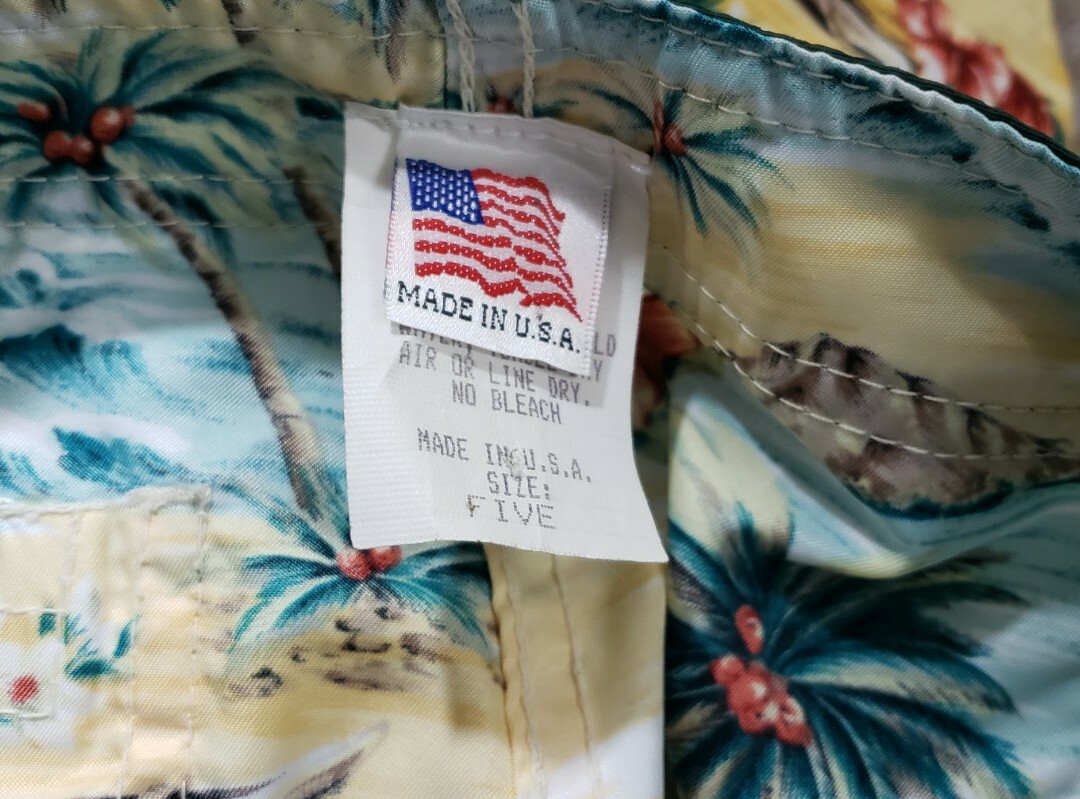 MADE IN U.S.A.
AIR OR LINE DRY.
NO BLEACH
MADE IN U.S.A.
SIZE:
FIVE